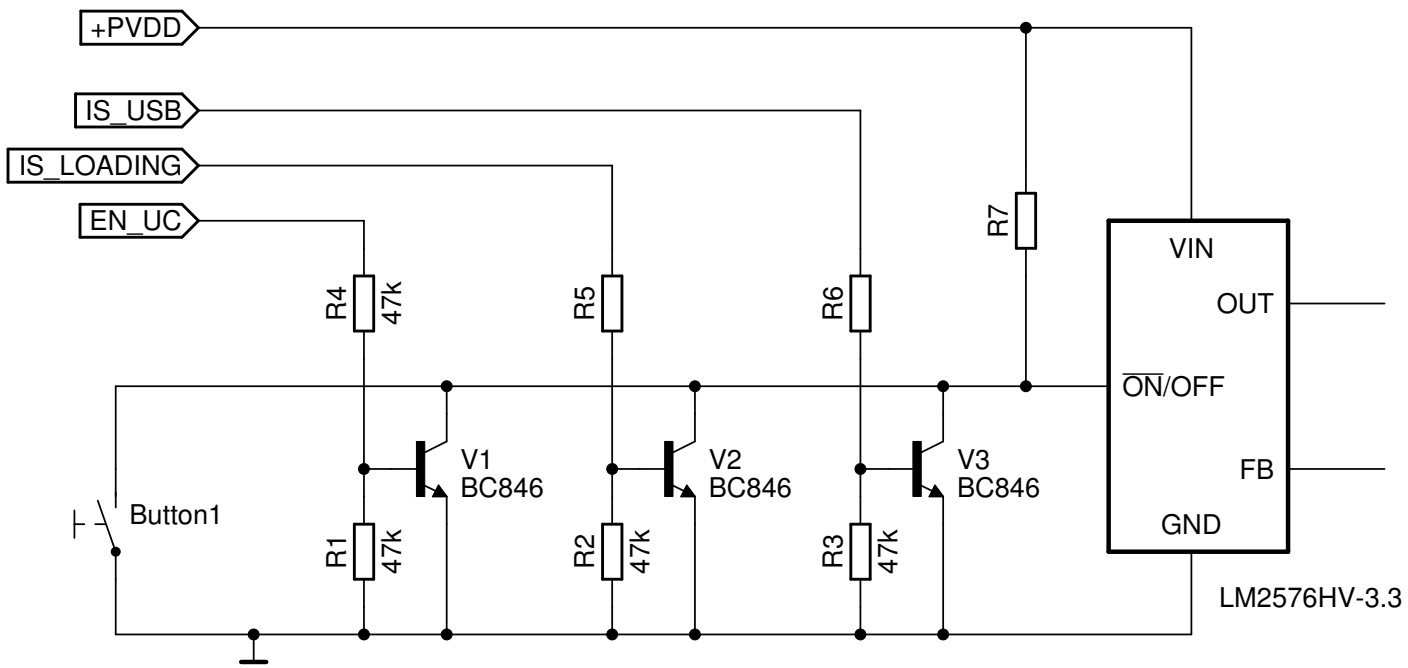 +PVDD
IS_USB
IS_LOADING
EN_UC
R7
VIN
OUT
R4
47k
R5
R6
ON/OFF
V1
BC846
V2
BC846
V3
BC846
FB
Button1
R1
47k
R2
47k
R3
47k
GND
LM2576HV-3.3